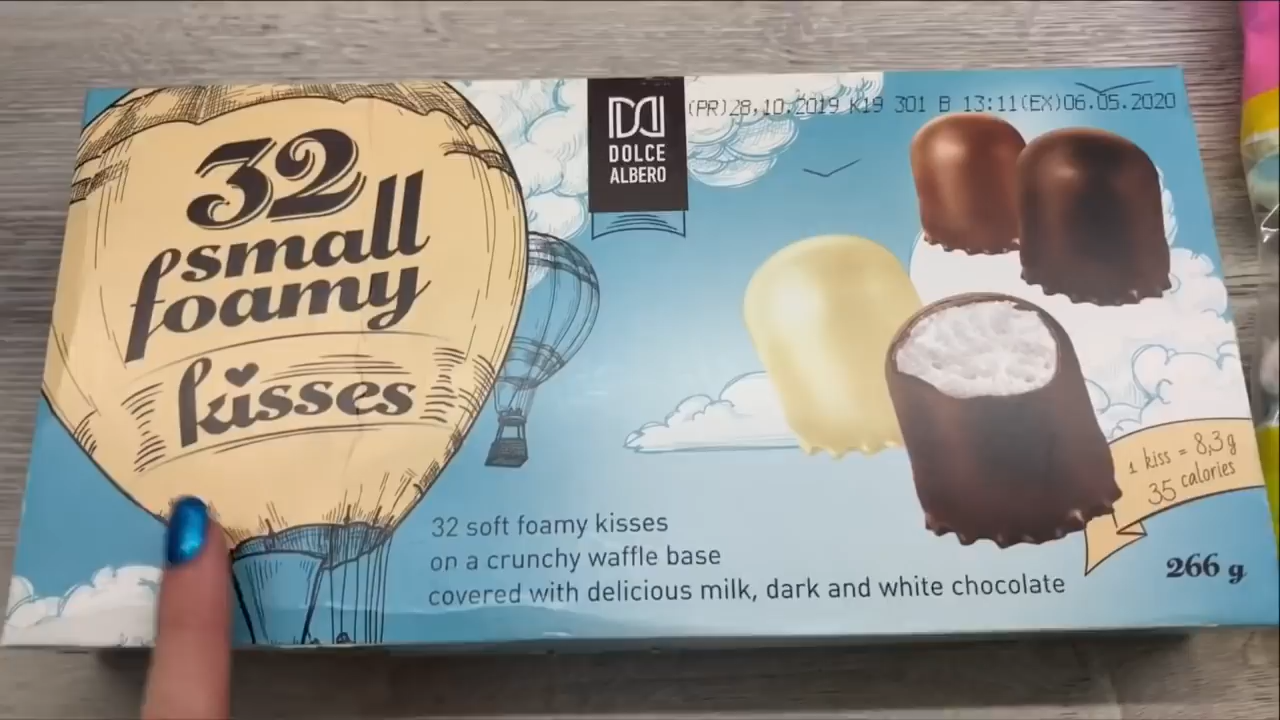 32
small
foamy
kisses
DOLCE
ALBERO
(PR)28.10.2019 K19 301 B 13:11(EX)06.05.2020
1 kiss = 8,3 g
35 calories
32 soft foamy kisses
on a crunchy waffle base
covered with delicious milk, dark and white chocolate
266 g